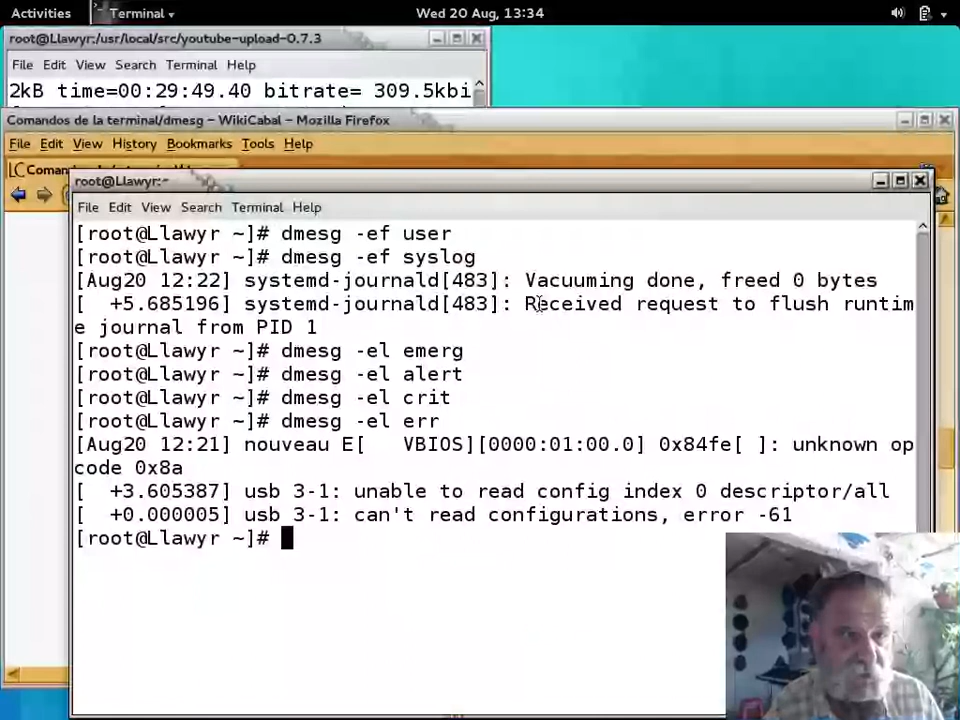 Activities Terminal Wed 20 Aug, 13:34
root@Llawyr:/usr/local/src/youtube-upload-0.7.3
File Edit View Search Terminal Help
2kB time=00:29:49.40 bitrate= 309.5kbi
Comandos de la terminal/dmesg – WikiCabal – Mozilla Firefox
File Edit View History Bookmarks Tools Help
root@Llawyr:~
File Edit View Search Terminal Help
[root@Llawyr ~]# dmesg -ef user
[root@Llawyr ~]# dmesg -ef syslog
[Aug20 12:22] systemd-journald[483]: Vacuuming done, freed 0 bytes
[  +5.685196] systemd-journald[483]: Received request to flush runtim
e journal from PID 1
[root@Llawyr ~]# dmesg -el emerg
[root@Llawyr ~]# dmesg -el alert
[root@Llawyr ~]# dmesg -el crit
[root@Llawyr ~]# dmesg -el err
[Aug20 12:21] nouveau E[   VBIOS][0000:01:00.0] 0x84fe[ ]: unknown op
code 0x8a
[  +3.605387] usb 3-1: unable to read config index 0 descriptor/all
[  +0.000005] usb 3-1: can't read configurations, error -61
[root@Llawyr ~]#